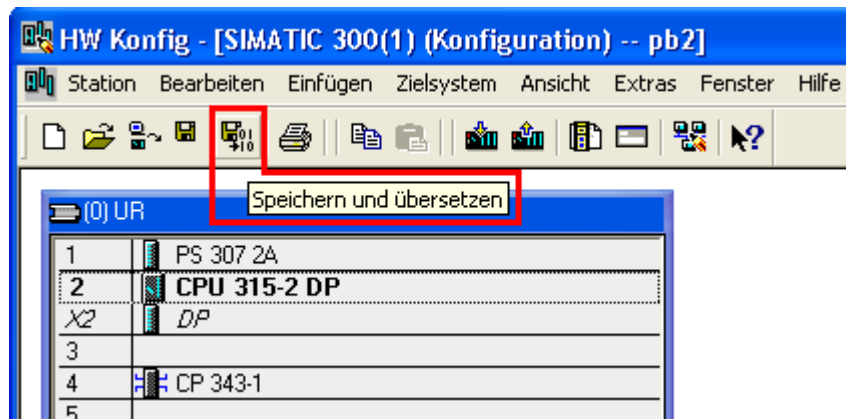 HW Konfig - [SIMATIC 300(1) (Konfiguration) -- pb2]
Station Bearbeiten Einfügen Zielsystem Ansicht Extras Fenster Hilfe
Speichern und übersetzen
(0) UR
1 PS 307 2A
2 CPU 315-2 DP
X2 DP
3
4 CP 343-1
5